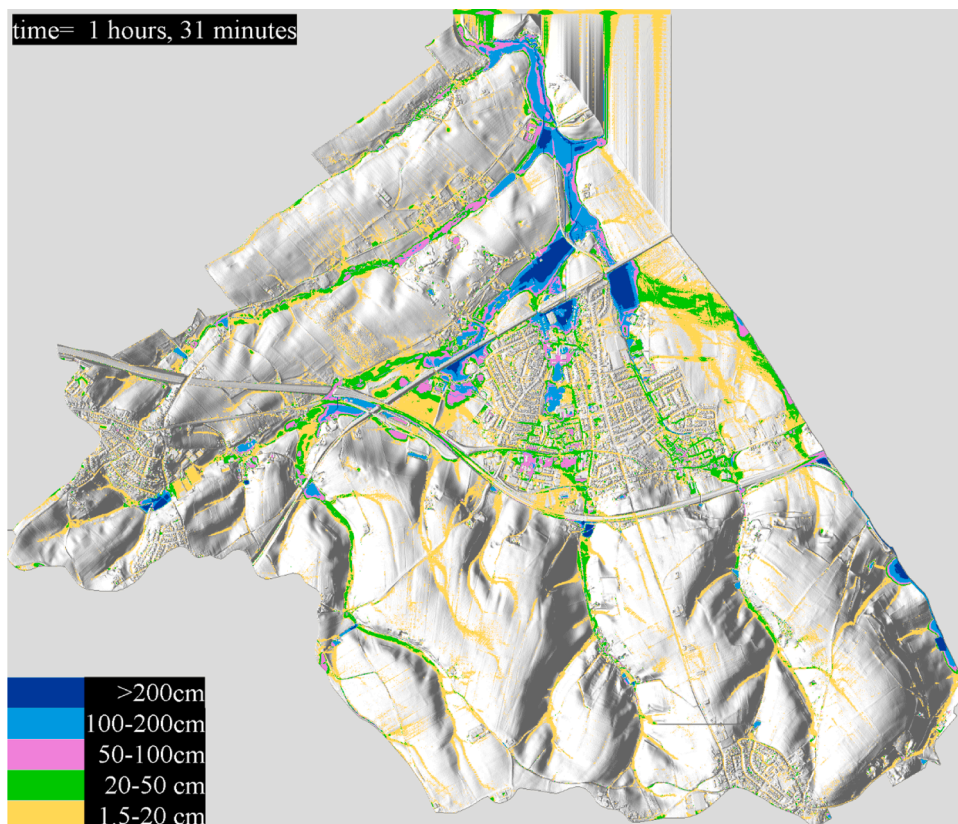 time= 1 hours, 31 minutes
>200cm
100-200cm
50-100cm
20-50 cm
1.5-20 cm